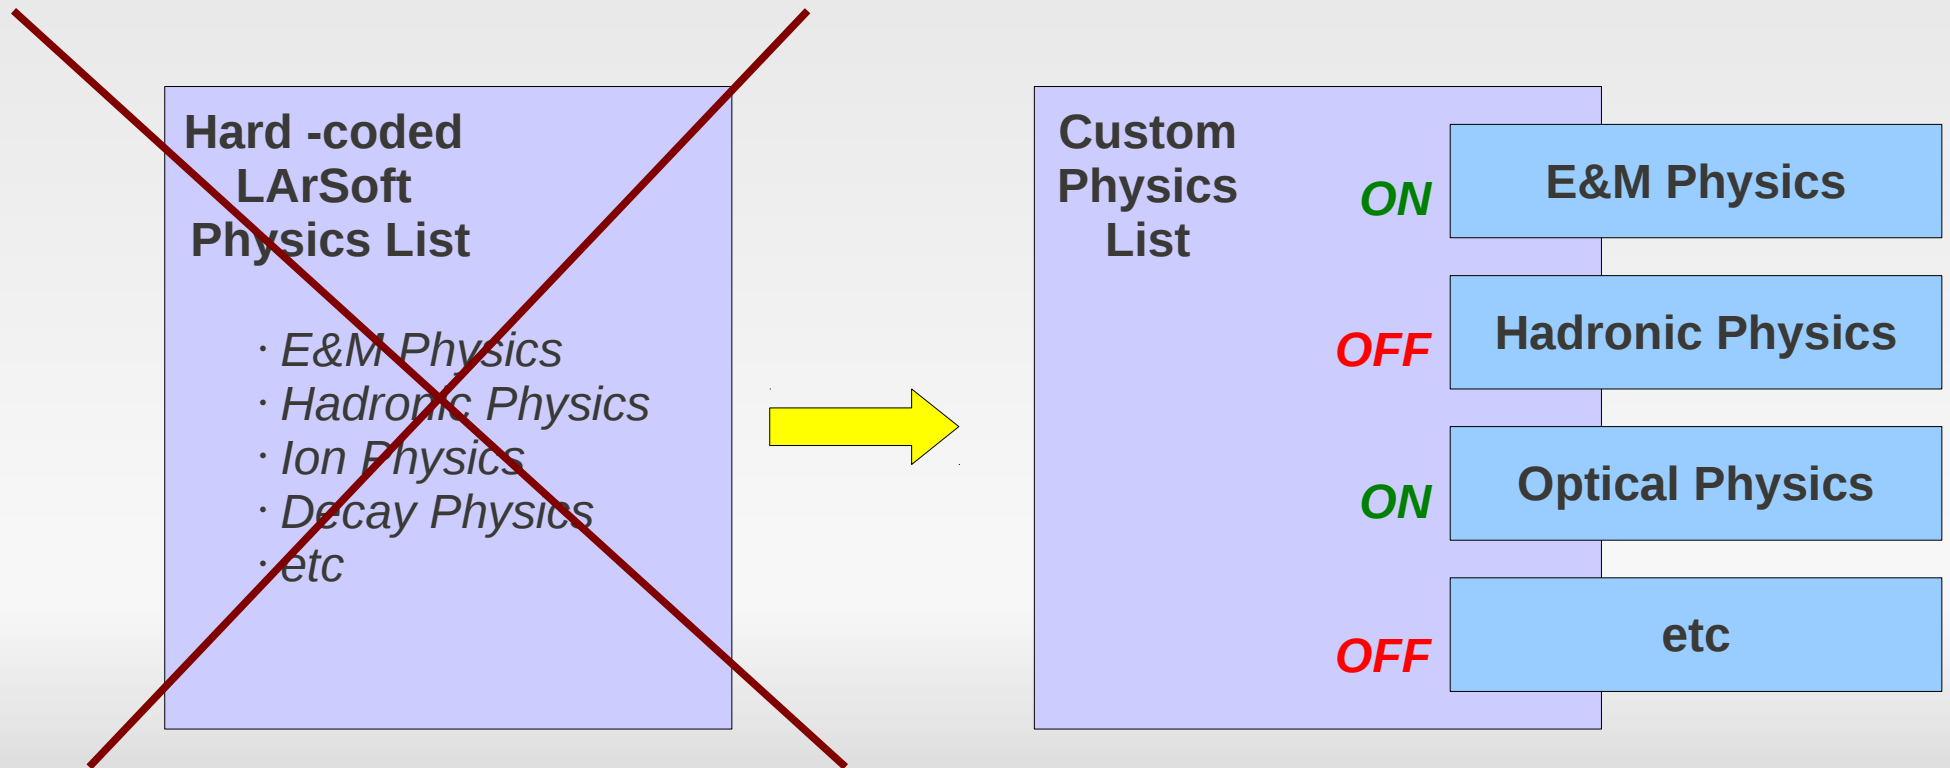 Hard -coded
LArSoft
Physics List
· E&M Physics
· Hadronic Physics
· Ion Physics
· Decay Physics
· etc
Custom
Physics
List
ON
E&M Physics
OFF
Hadronic Physics
ON
Optical Physics
OFF
etc